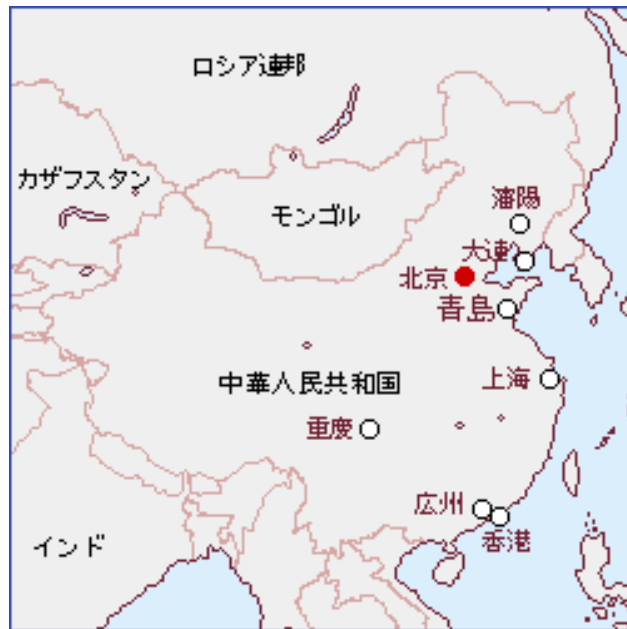 ロシア連邦
カザフスタン
モンゴル
瀋陽
大連
北京
青島
中華人民共和国
上海
重慶
広州
香港
インド